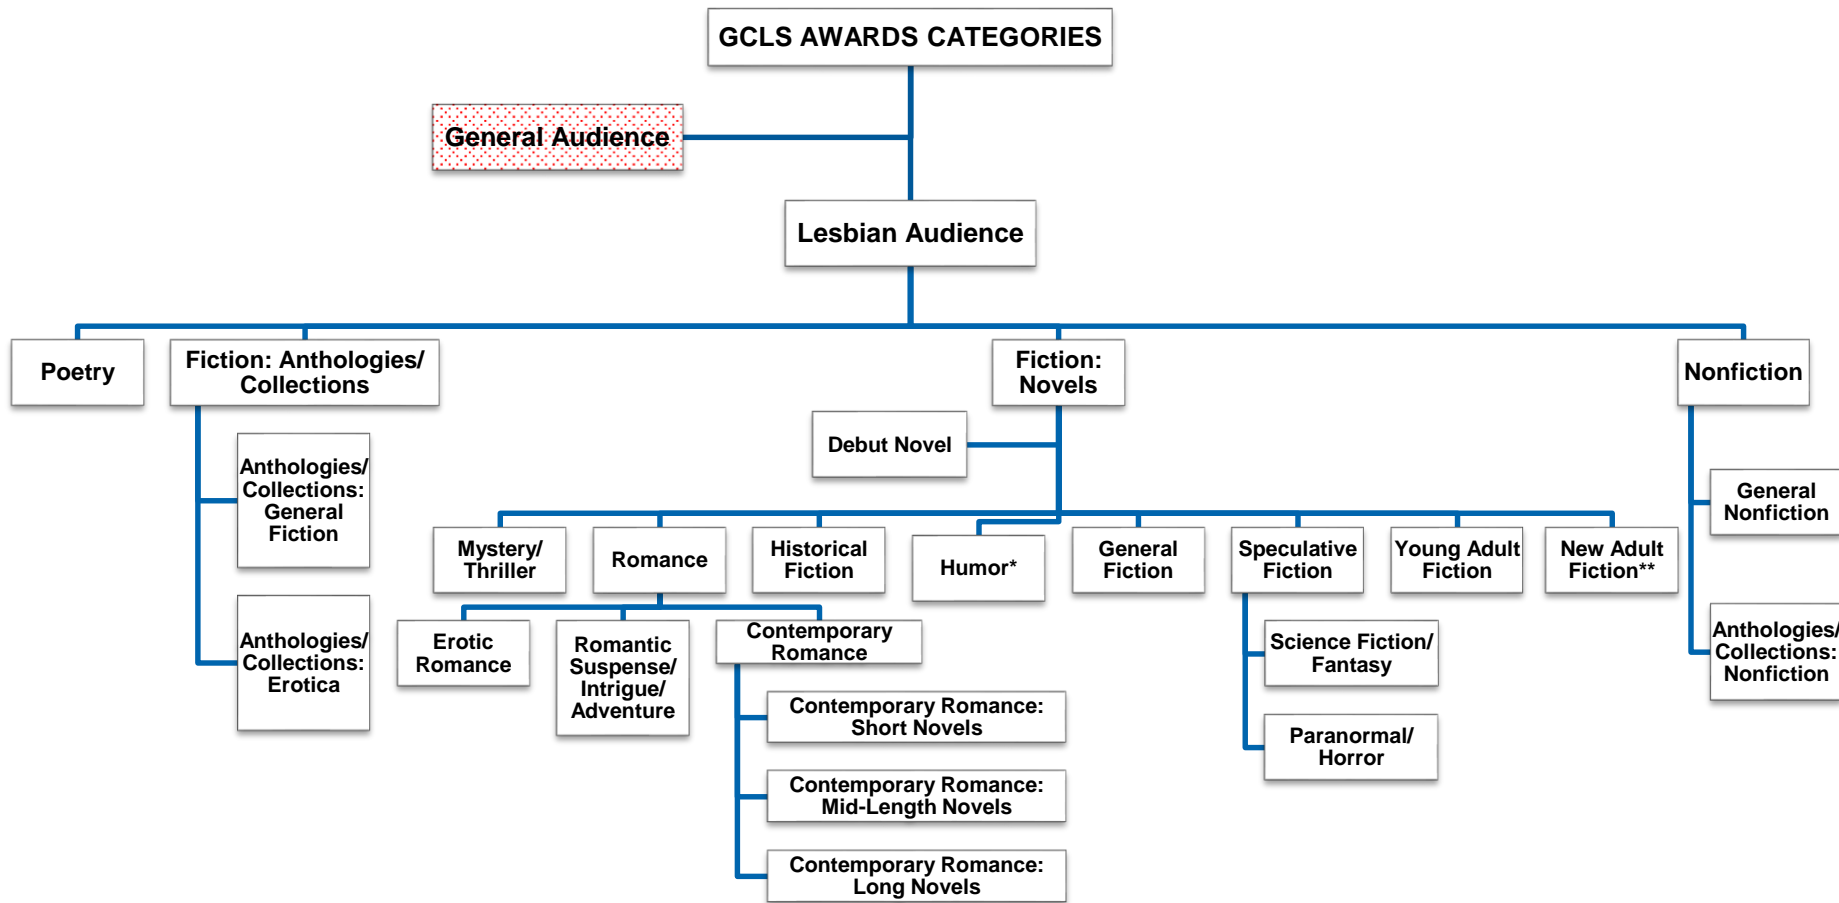 GCLS AWARDS CATEGORIES
General Audience
Lesbian Audience
Poetry
Fiction: Anthologies/
Collections
Fiction:
Novels
Nonfiction
Debut Novel
Anthologies/
Collections:
General
Fiction
Anthologies/
Collections:
Erotica
Mystery/
Thriller
Romance
Historical
Fiction
Humor*
General
Fiction
Speculative
Fiction
Young Adult
Fiction
New Adult
Fiction**
Erotic
Romance
Romantic
Suspense/
Intrigue/
Adventure
Contemporary
Romance
Contemporary Romance:
Short Novels
Contemporary Romance:
Mid-Length Novels
Contemporary Romance:
Long Novels
Science Fiction/
Fantasy
Paranormal/
Horror
General
Nonfiction
Anthologies/
Collections:
Nonfiction